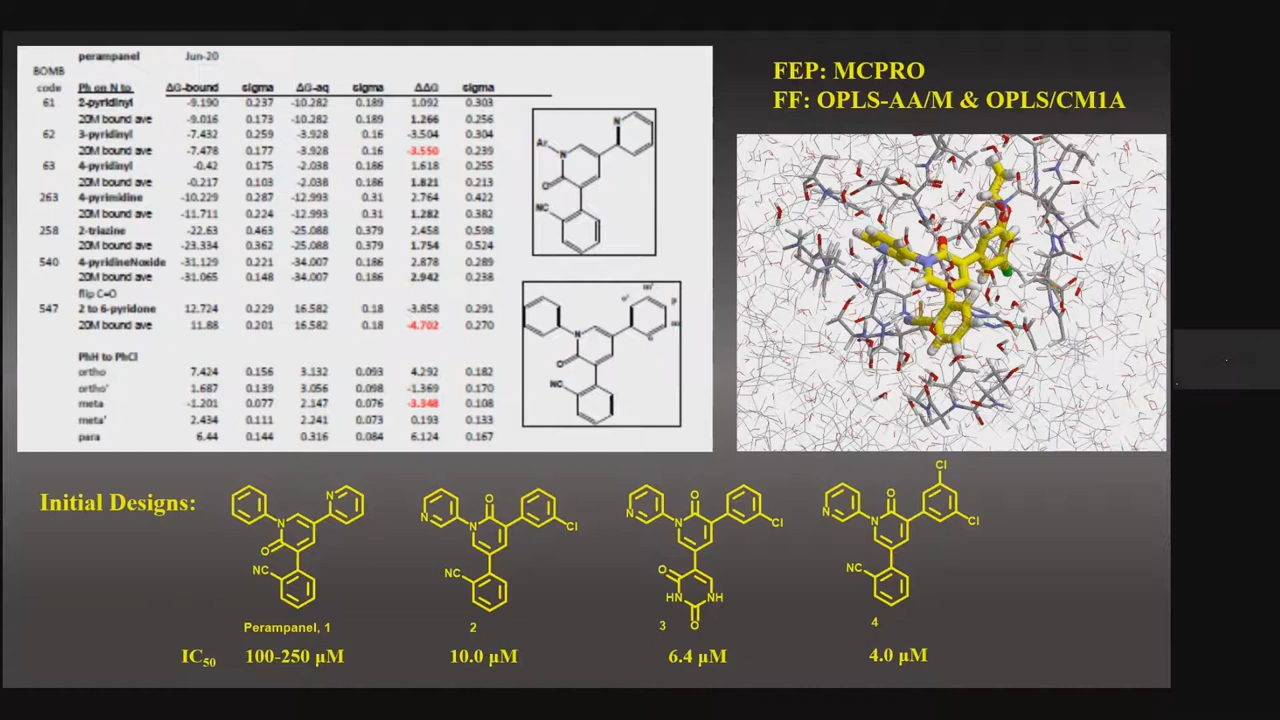 perampanel Jun-20
BOMB
code Ph on N to ΔG-bound sigma ΔG-aq sigma ΔΔG sigma
61 2-pyridinyl -9.190 0.237 -10.282 0.189 1.092 0.303
20M bound ave -9.016 0.173 -10.282 0.189 1.266 0.256
62 3-pyridinyl -7.432 0.259 -3.928 0.16 -3.504 0.304
20M bound ave -7.478 0.177 -3.928 0.16 -3.550 0.239
63 4-pyridinyl -0.42 0.175 -2.038 0.186 1.618 0.255
20M bound ave -0.217 0.103 -2.038 0.186 1.821 0.213
263 4-pyrimidine -10.229 0.287 -12.993 0.31 2.764 0.422
20M bound ave -11.711 0.224 -12.993 0.31 1.282 0.382
258 2-triazine -22.63 0.463 -25.088 0.379 2.458 0.598
20M bound ave -23.334 0.362 -25.088 0.379 1.754 0.524
540 4-pyridineNoxide -31.129 0.221 -34.007 0.186 2.878 0.289
20M bound ave -31.065 0.148 -34.007 0.186 2.942 0.238
flip C=O
547 2 to 6-pyridone 12.724 0.229 16.582 0.18 -3.858 0.291
20M bound ave 11.88 0.201 16.582 0.18 -4.702 0.270
PhH to PhCl
ortho 7.424 0.156 3.132 0.093 4.292 0.182
ortho' 1.687 0.139 3.056 0.098 -1.369 0.170
meta -1.201 0.077 2.147 0.076 -3.348 0.108
meta' 2.434 0.111 2.241 0.073 0.193 0.133
para 6.44 0.144 0.316 0.084 6.124 0.167
N
Ar N
O
NC
m'
o' p
N m
o
O
NC
FEP: MCPRO
FF: OPLS-AA/M & OPLS/CM1A
Initial Designs:
N
N
O
NC
Perampanel, 1
O
N N Cl
NC
2
O
N N Cl
O
HN NH
O
3
Cl
O
N N Cl
NC
4
IC50 100-250 μM 10.0 μM 6.4 μM 4.0 μM